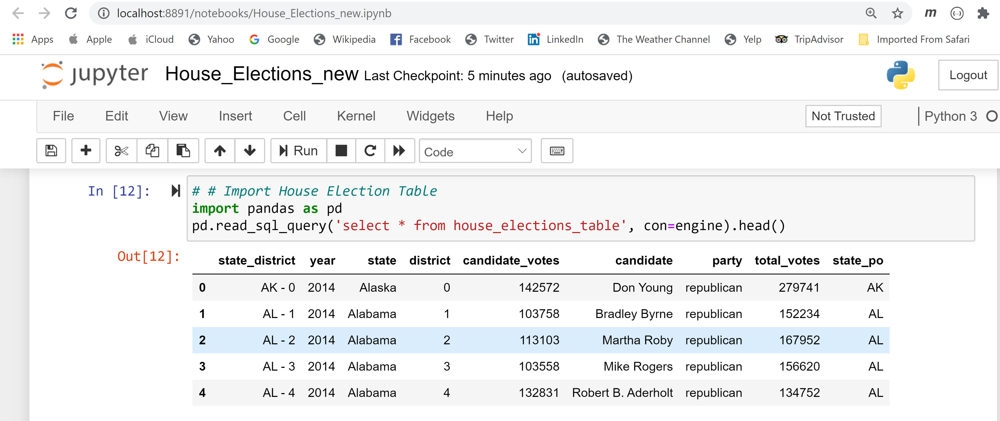 localhost:8891/notebooks/House_Elections_new.ipynb m {...}
Apps Apple iCloud Yahoo G Google Wikipedia f Facebook Twitter in LinkedIn The Weather Channel Yelp TripAdvisor Imported From Safari
jupyter House_Elections_new Last Checkpoint: 5 minutes ago (autosaved) Logout
File Edit View Insert Cell Kernel Widgets Help Not Trusted Python 3
Run Code
In [12]: # # Import House Election Table
import pandas as pd
pd.read_sql_query('select * from house_elections_table', con=engine).head()
Out[12]:
state_district year state district candidate_votes candidate party total_votes state_po
0 AK - 0 2014 Alaska 0 142572 Don Young republican 279741 AK
1 AL - 1 2014 Alabama 1 103758 Bradley Byrne republican 152234 AL
2 AL - 2 2014 Alabama 2 113103 Martha Roby republican 167952 AL
3 AL - 3 2014 Alabama 3 103558 Mike Rogers republican 156620 AL
4 AL - 4 2014 Alabama 4 132831 Robert B. Aderholt republican 134752 AL